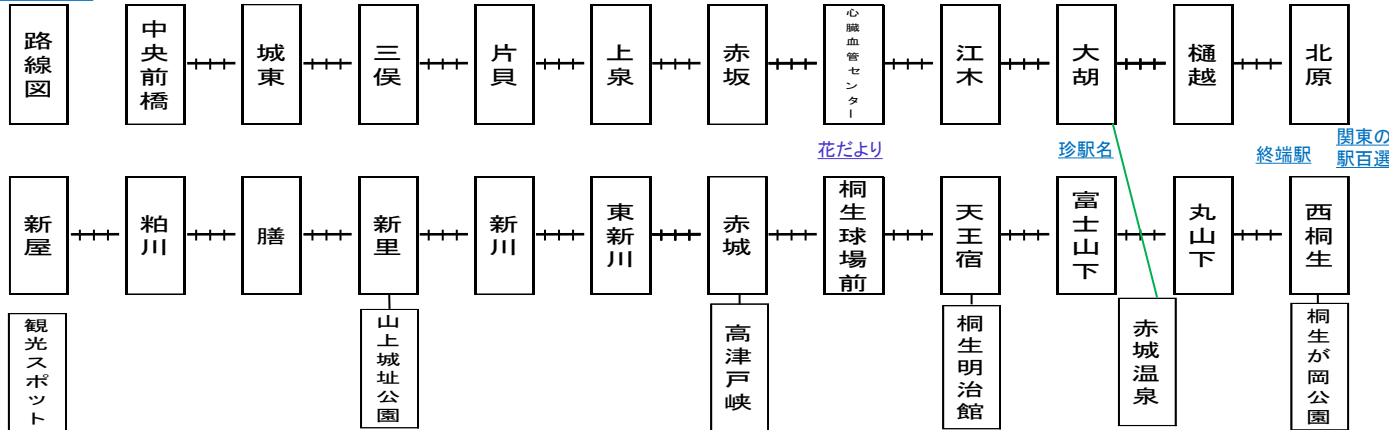 路線図
中央前橋
城東
三俣
片貝
上泉
赤坂
心臓血管センター
江木
大胡
樋越
北原
花だより
珍駅名
終端駅
関東の
駅百選
新屋
粕川
膳
新里
新川
東新川
赤城
桐生球場前
天王宿
富士山下
丸山下
西桐生
観光スポット
山上城址公園
高津戸峡
桐生明治館
赤城温泉
桐生が岡公園